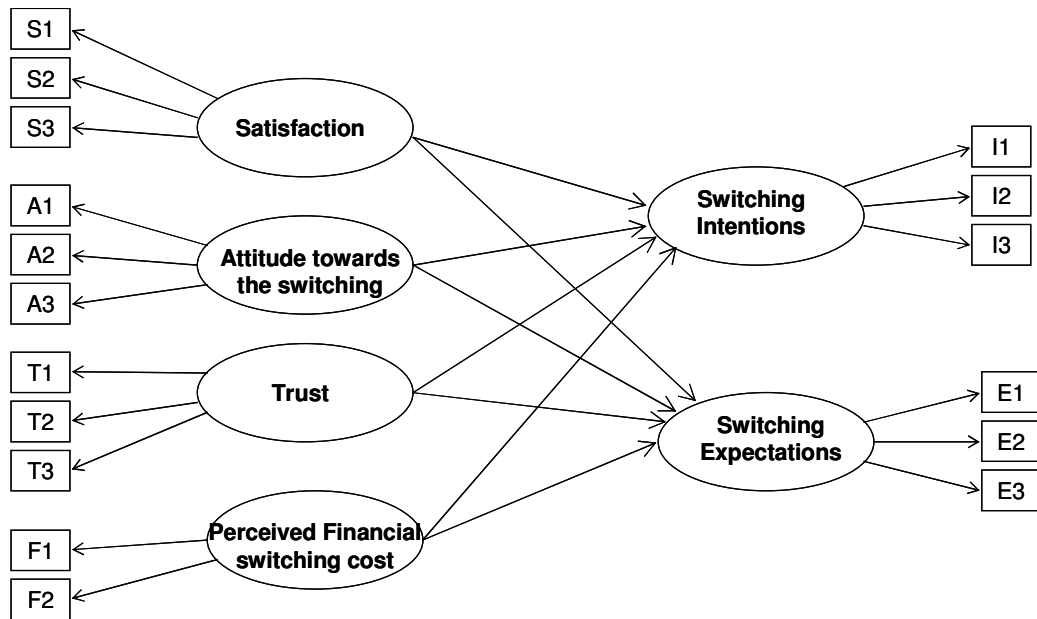 S1
S2
S3
Satisfaction
A1
A2
A3
Attitude towards
the switching
T1
T2
T3
Trust
F1
F2
Perceived Financial
switching cost
Switching
Intentions
I1
I2
I3
Switching
Expectations
E1
E2
E3